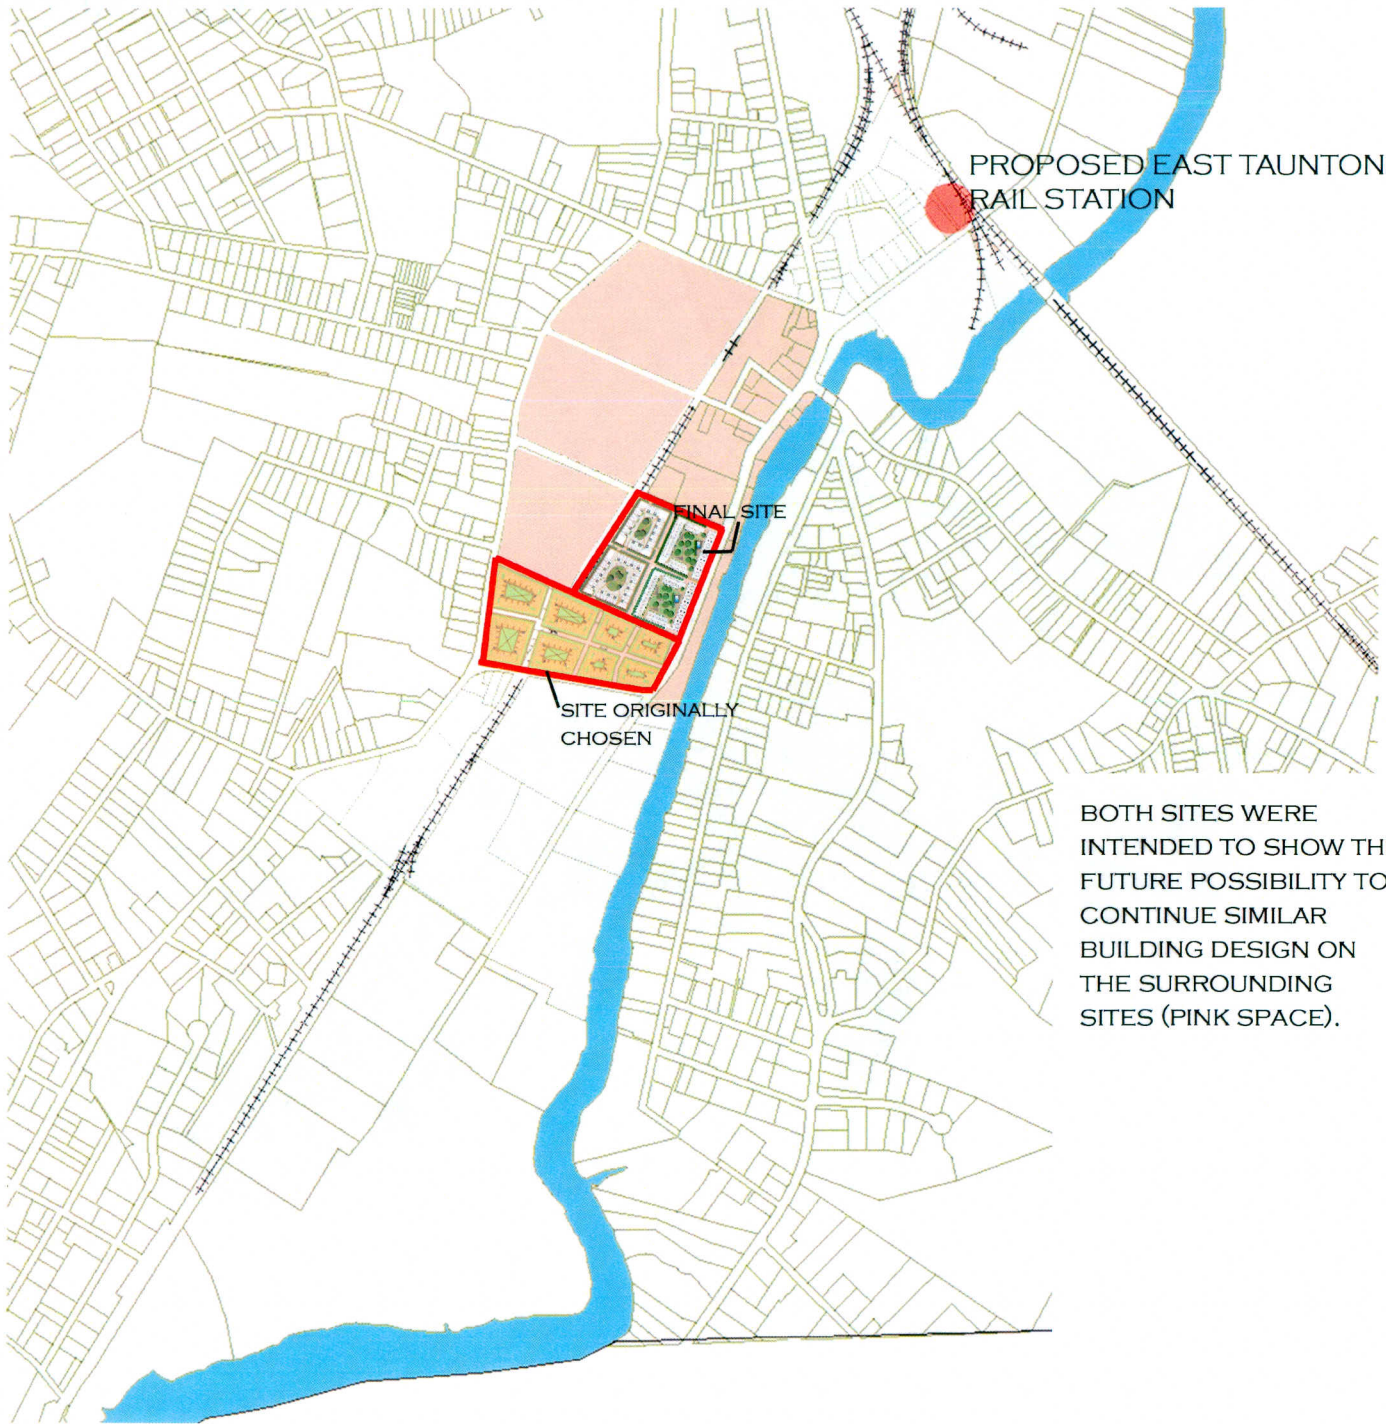 PROPOSED EAST TAUNTON
RAIL STATION
FINAL SITE
SITE ORIGINALLY
CHOSEN
BOTH SITES WERE
INTENDED TO SHOW TH
FUTURE POSSIBILITY TO
CONTINUE SIMILAR
BUILDING DESIGN ON
THE SURROUNDING
SITES (PINK SPACE).